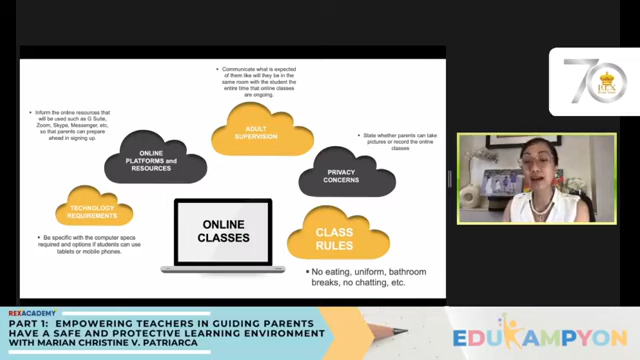 • Communicate what is expected
of them like will they be in the
same room with the student the
entire time that online classes
are ongoing.
• Inform the online resources that
will be used such as G Suite,
Zoom, Skype, Messenger, etc,
so that parents can prepare
ahead in signing up.
ADULT
SUPERVISION
• State whether parents can take
pictures or record the online
classes
ONLINE
PLATFORMS and
RESOURCES
PRIVACY
CONCERNS
TECHNOLOGY
REQUIREMENTS
ONLINE
CLASSES
CLASS
RULES
• Be specific with the computer specs
required and options if students can use
tablets or mobile phones.
• No eating, uniform, bathroom
breaks, no chatting, etc.
70
REX
REXACADEMY
PART 1: EMPOWERING TEACHERS IN GUIDING PARENTS
HAVE A SAFE AND PROTECTIVE LEARNING ENVIRONMENT
WITH MARIAN CHRISTINE V. PATRIARCA
EDUKAMPYON